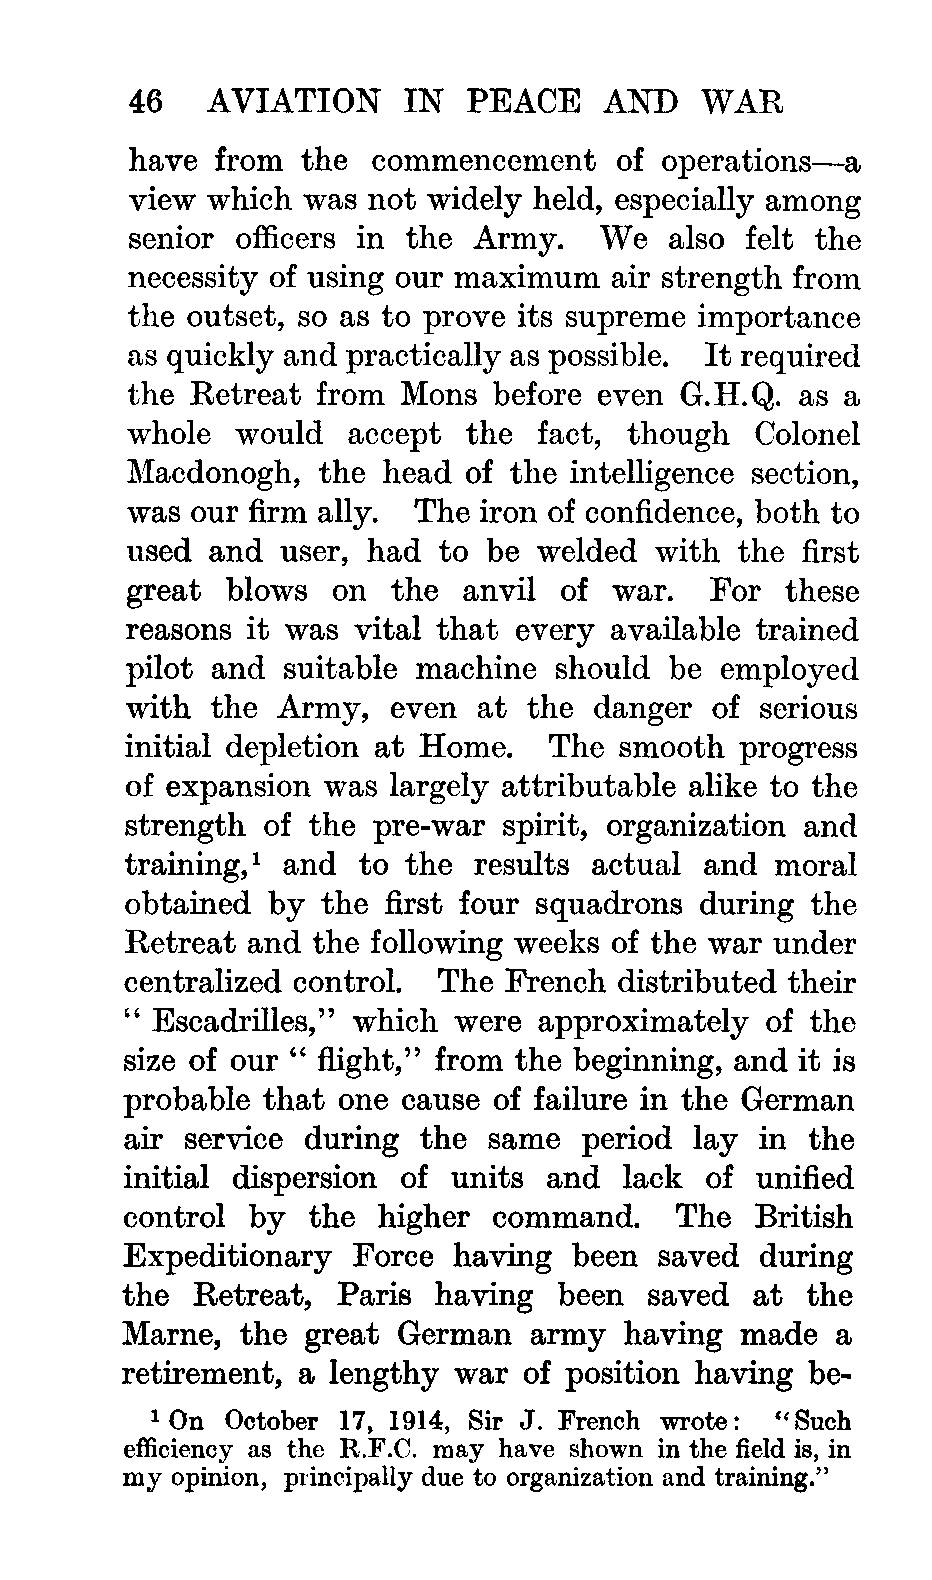 46 AVIATION IN PEACE AND WAR
have from the commencement of operations—a
view which was not widely held, especially among
senior officers in the Army. We also felt the
necessity of using our maximum air strength from
the outset, so as to prove its supreme importance
as quickly and practically as possible. It required
the Retreat from Mons before even G.H.Q. as a
whole would accept the fact, though Colonel
Macdonogh, the head of the intelligence section,
was our firm ally. The iron of confidence, both to
used and user, had to be welded with the first
great blows on the anvil of war. For these
reasons it was vital that every available trained
pilot and suitable machine should be employed
with the Army, even at the danger of serious
initial depletion at Home. The smooth progress
of expansion was largely attributable alike to the
strength of the pre-war spirit, organization and
training,¹ and to the results actual and moral
obtained by the first four squadrons during the
Retreat and the following weeks of the war under
centralized control. The French distributed their
“ Escadrilles,” which were approximately of the
size of our “ flight,” from the beginning, and it is
probable that one cause of failure in the German
air service during the same period lay in the
initial dispersion of units and lack of unified
control by the higher command. The British
Expeditionary Force having been saved during
the Retreat, Paris having been saved at the
Marne, the great German army having made a
retirement, a lengthy war of position having be-
¹ On October 17, 1914, Sir J. French wrote: “Such
efficiency as the R.F.C. may have shown in the field is, in
my opinion, principally due to organization and training.”